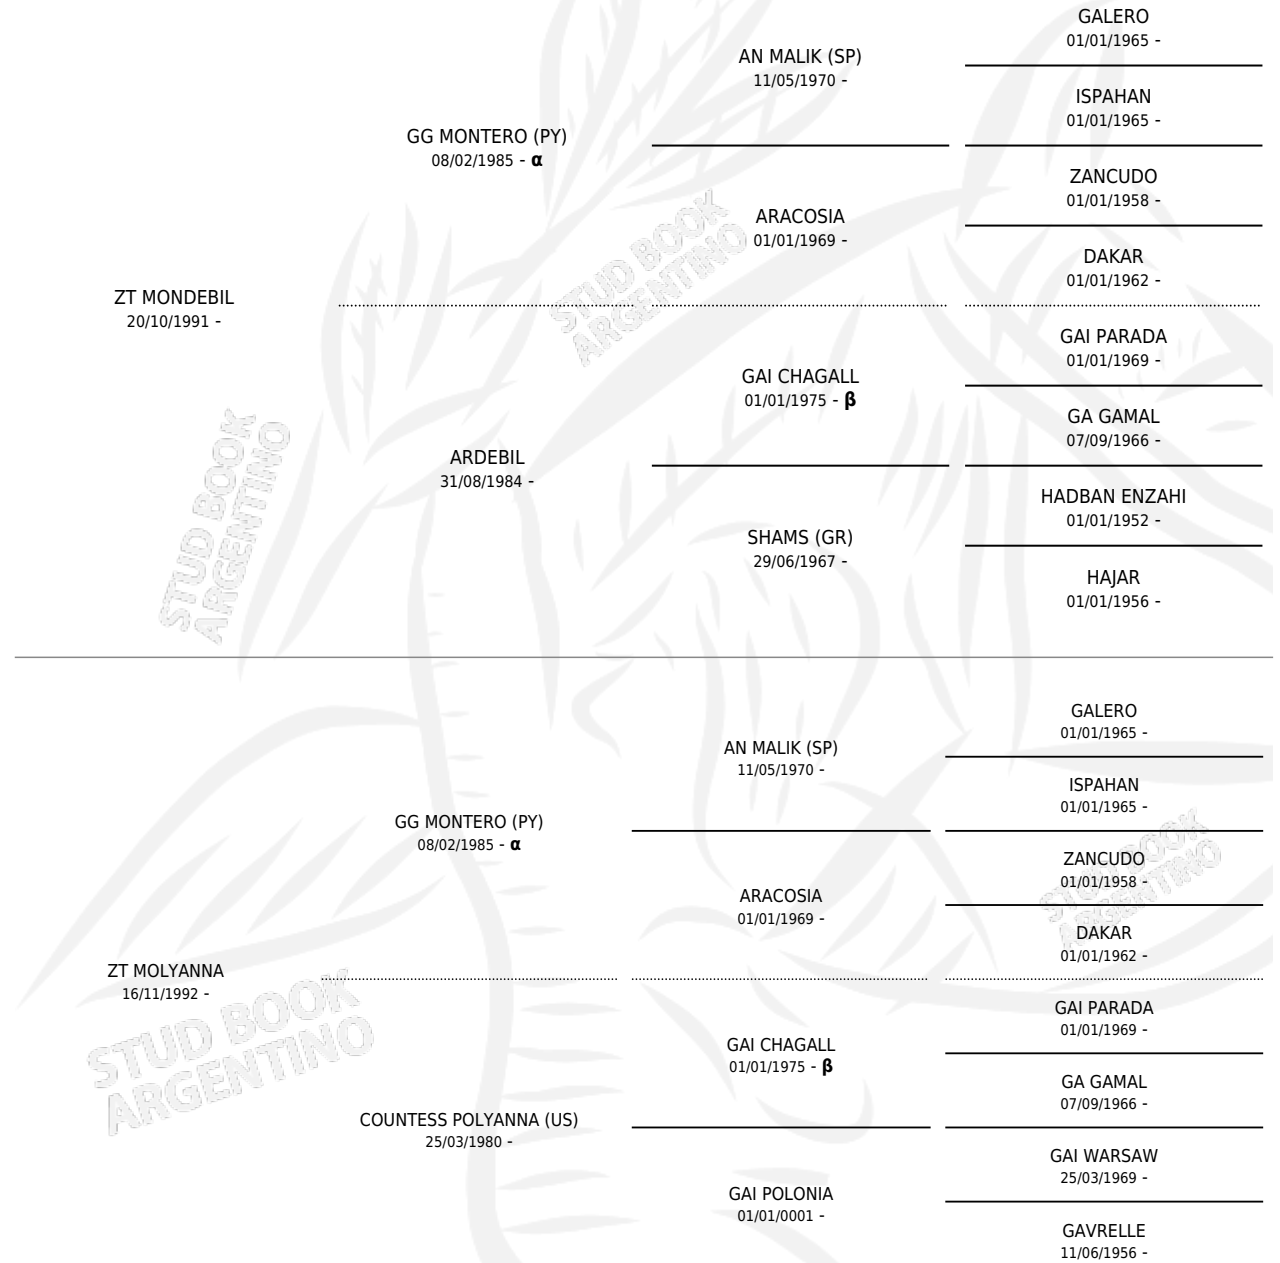 GALERO
01/01/1965 -
AN MALIK (SP)
11/05/1970 -
ISPAHAN
01/01/1965 -
GG MONTERO (PY)
08/02/1985 - α
ZANCUDO
01/01/1958 -
ARACOSIA
01/01/1969 -
DAKAR
01/01/1962 -
ZT MONDEBIL
20/10/1991 -
GAI PARADA
01/01/1969 -
GAI CHAGALL
01/01/1975 - β
GA GAMAL
07/09/1966 -
ARDEBIL
31/08/1984 -
HADBAN ENZAHI
01/01/1952 -
SHAMS (GR)
29/06/1967 -
HAJAR
01/01/1956 -
STUD BOOK
ARGENTINO
STUD BOOK
ARGENTINO
GALERO
01/01/1965 -
AN MALIK (SP)
11/05/1970 -
ISPAHAN
01/01/1965 -
GG MONTERO (PY)
08/02/1985 - α
ZANCUDO
01/01/1958 -
ARACOSIA
01/01/1969 -
DAKAR
01/01/1962 -
ZT MOLYANNA
16/11/1992 -
GAI PARADA
01/01/1969 -
GAI CHAGALL
01/01/1975 - β
GA GAMAL
07/09/1966 -
COUNTESS POLYANNA (US)
25/03/1980 -
GAI WARSAW
25/03/1969 -
GAI POLONIA
01/01/0001 -
GAVRELLE
11/06/1956 -
STUD BOOK
ARGENTINO
STUD BOOK
ARGENTINO